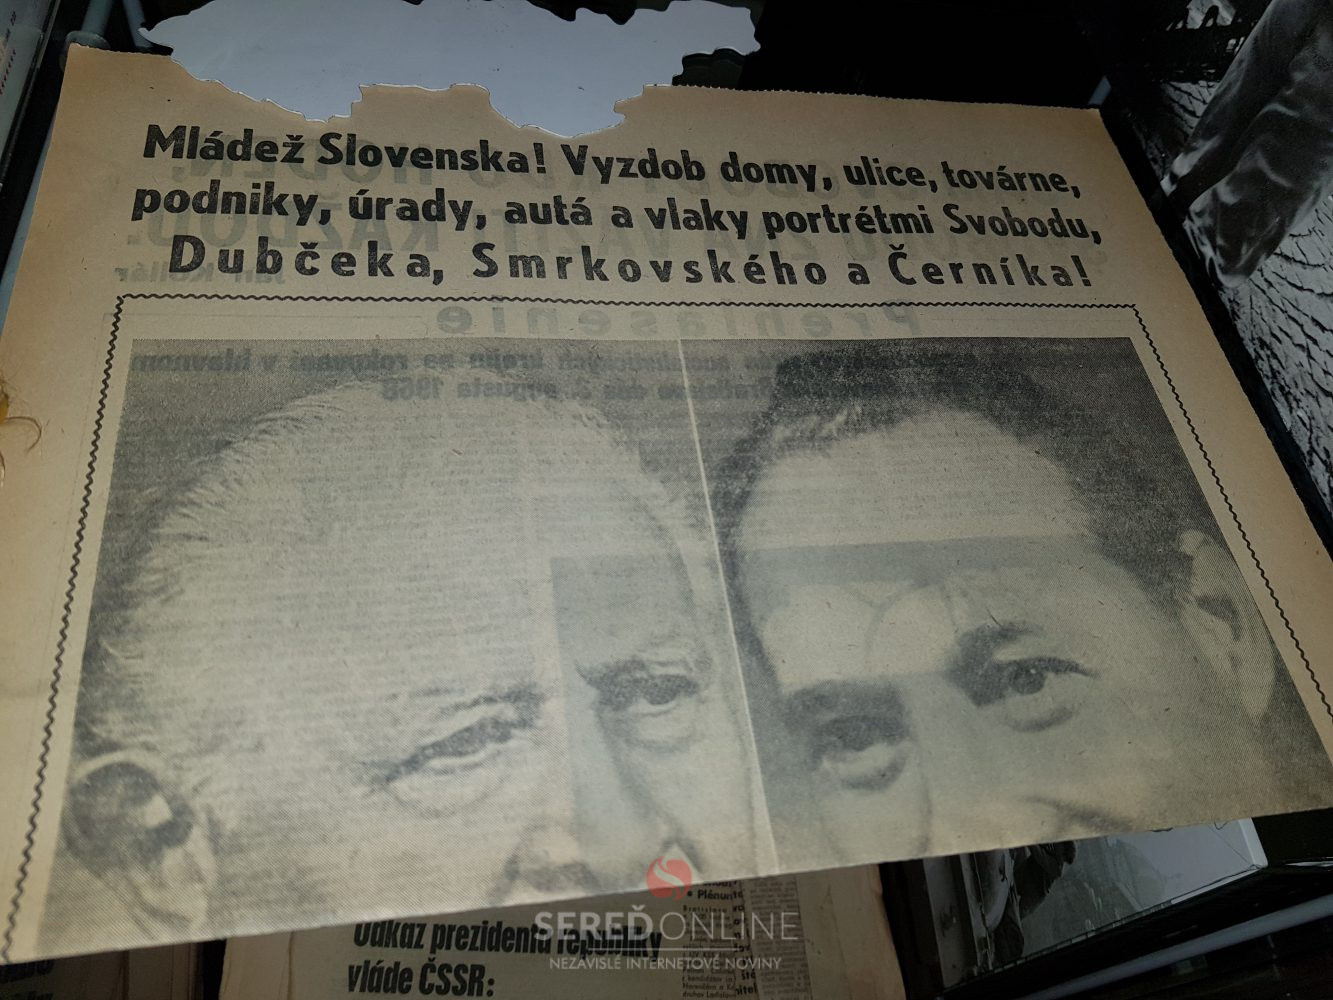 Mládež Slovenska! Vyzdob domy, ulice, továrne,
podniky, úrady, autá a vlaky portrétmi Svobodu,
Dubčeka, Smrkovského a Černíka!
Prehlásenie
SEREĎONLINE
NEZÁVISLÉ INTERNETOVÉ NOVINY
Odkaz prezidenta republiky
vláde ČSSR: